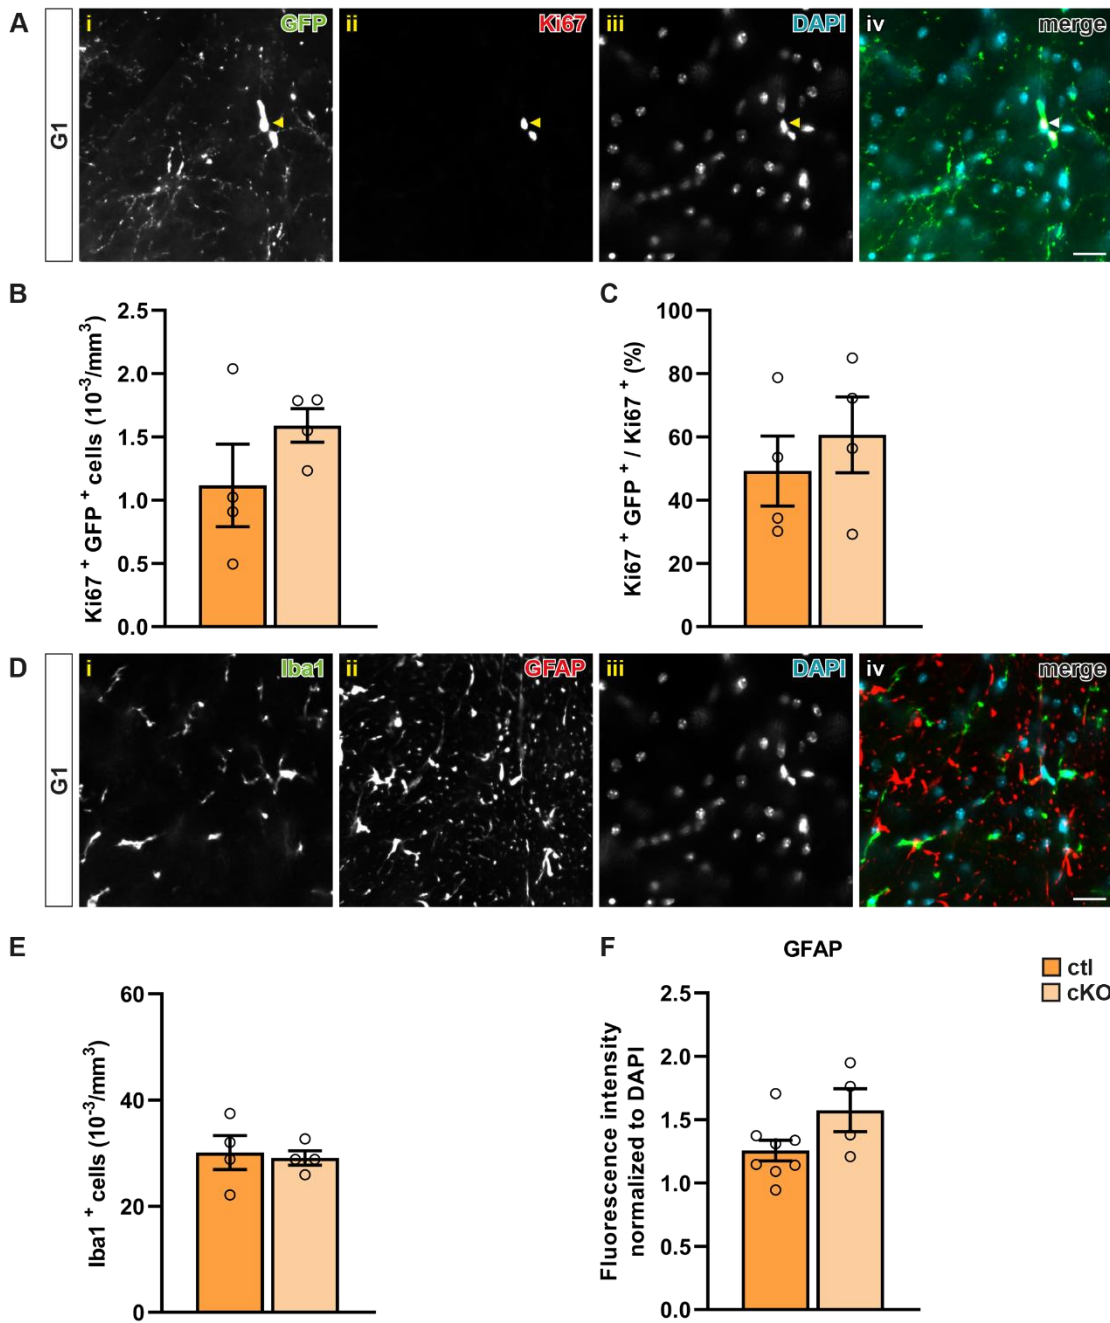 A
i GFP
ii Ki67
iii DAPI
iv merge
G1
B
Ki67 + GFP + cells (10-3/mm3)
2.5
2.0
1.5
1.0
0.5
0.0
C
Ki67 + GFP + / Ki67 + (%)
100
80
60
40
20
0
D
i Iba1
ii GFAP
iii DAPI
iv merge
G1
E
Iba1 + cells (10-3/mm3)
60
40
20
0
F
GFAP
Fluorescence intensity
normalized to DAPI
2.5
2.0
1.5
1.0
0.5
0.0
ctl
cKO